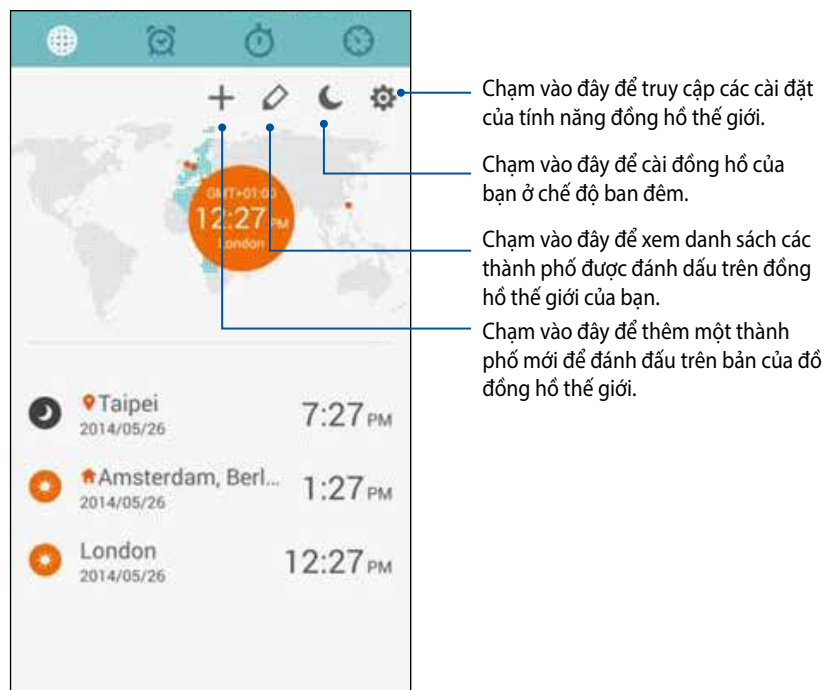 Chạm vào đây để truy cập các cài đặt
của tính năng đồng hồ thế giới.
Chạm vào đây để cài đồng hồ của
bạn ở chế độ ban đêm.
Chạm vào đây để xem danh sách các
thành phố được đánh dấu trên đồng
hồ thế giới của bạn.
Chạm vào đây để thêm một thành
phố mới để đánh đấu trên bản của đồ
đồng hồ thế giới.
GMT+01:00
12:27 PM
London
Taipei
7:27 PM
2014/05/26
Amsterdam, Berl...
1:27 PM
2014/05/26
London
12:27 PM
2014/05/26